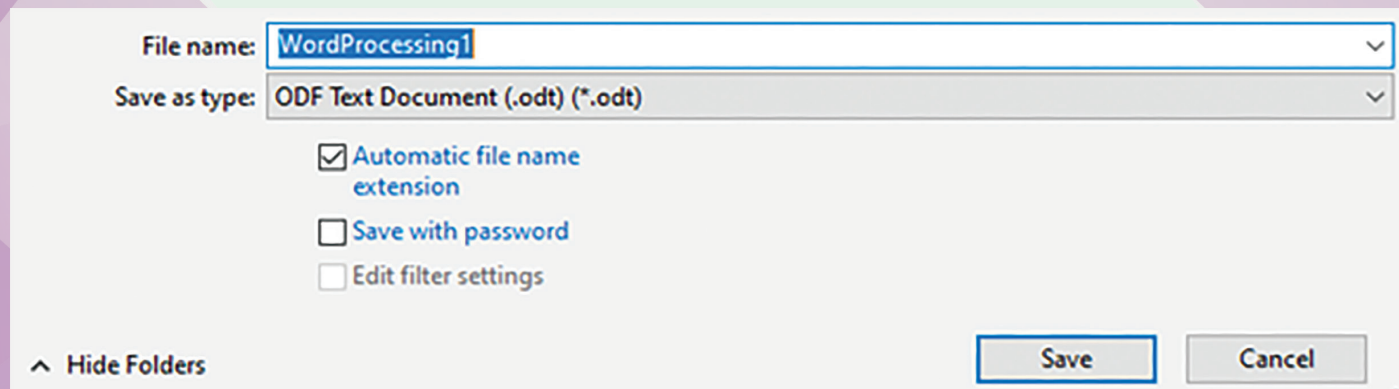 File name: WordProcessing1
Save as type: ODF Text Document (.odt) (*.odt)
Automatic file name
extension
Save with password
Edit filter settings
Hide Folders Save Cancel